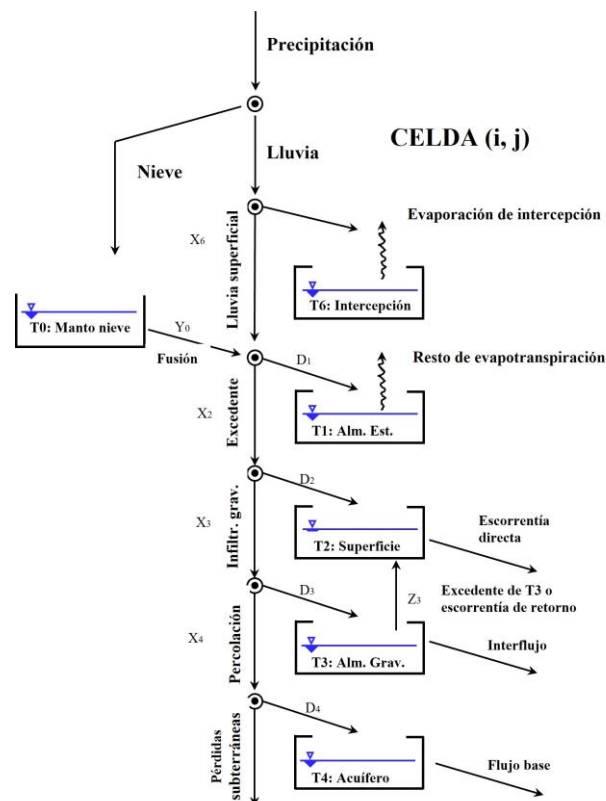 Precipitación
CELDA (i, j)
Lluvia
Nieve
Evaporación de intercepción
X6
Lluvia superficial
T6: Intercepción
T0: Manto nieve
Y0
Fusión
D1
Resto de evapotranspiración
X2
Excedente
T1: Alm. Est.
D2
X3
Infiltr. grav.
T2: Superficie
Escorrentía
directa
D3
Z3
Excedente de T3 o
escorrentía de retorno
X4
Percolación
T3: Alm. Grav.
Interflujo
D4
Pérdidas
subterráneas
T4: Acuífero
Flujo base